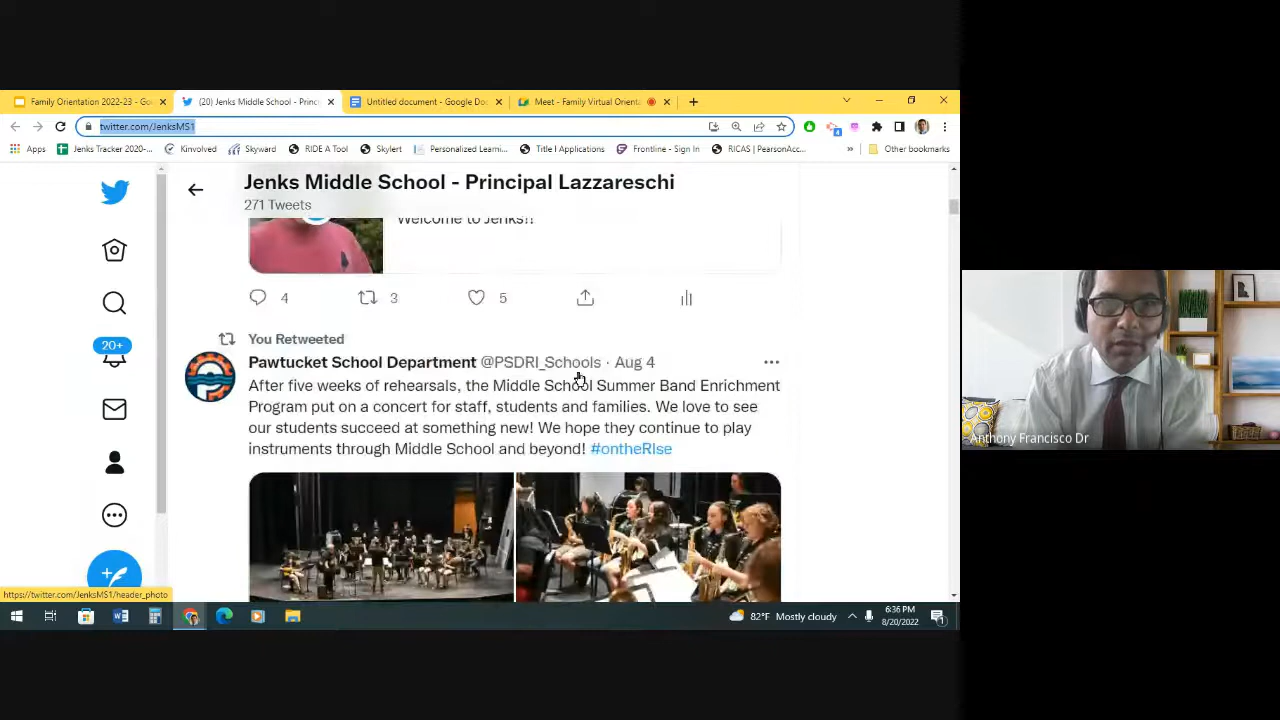 Family Orientation 2022-23 - Go
(20) Jenks Middle School - Princ
Untitled document - Google Doc
Meet - Family Virtual Orienta
twitter.com/JenksMS1
Apps
Jenks Tracker 2020-...
Kinvolved
Skyward
RIDE A Tool
Skylert
Personalized Learni...
Title I Applications
Frontline - Sign In
RICAS | PearsonAcc...
»
Other bookmarks
Jenks Middle School - Principal Lazzareschi
271 Tweets
Welcome to Jenks!!
4
3
5
You Retweeted
20+
Pawtucket School Department @PSDRI_Schools · Aug 4
After five weeks of rehearsals, the Middle School Summer Band Enrichment
Program put on a concert for staff, students and families. We love to see
our students succeed at something new! We hope they continue to play
instruments through Middle School and beyond! #ontheRIse
Anthony Francisco Dr
https://twitter.com/JenksMS1/header_photo
82°F Mostly cloudy
6:36 PM
8/20/2022